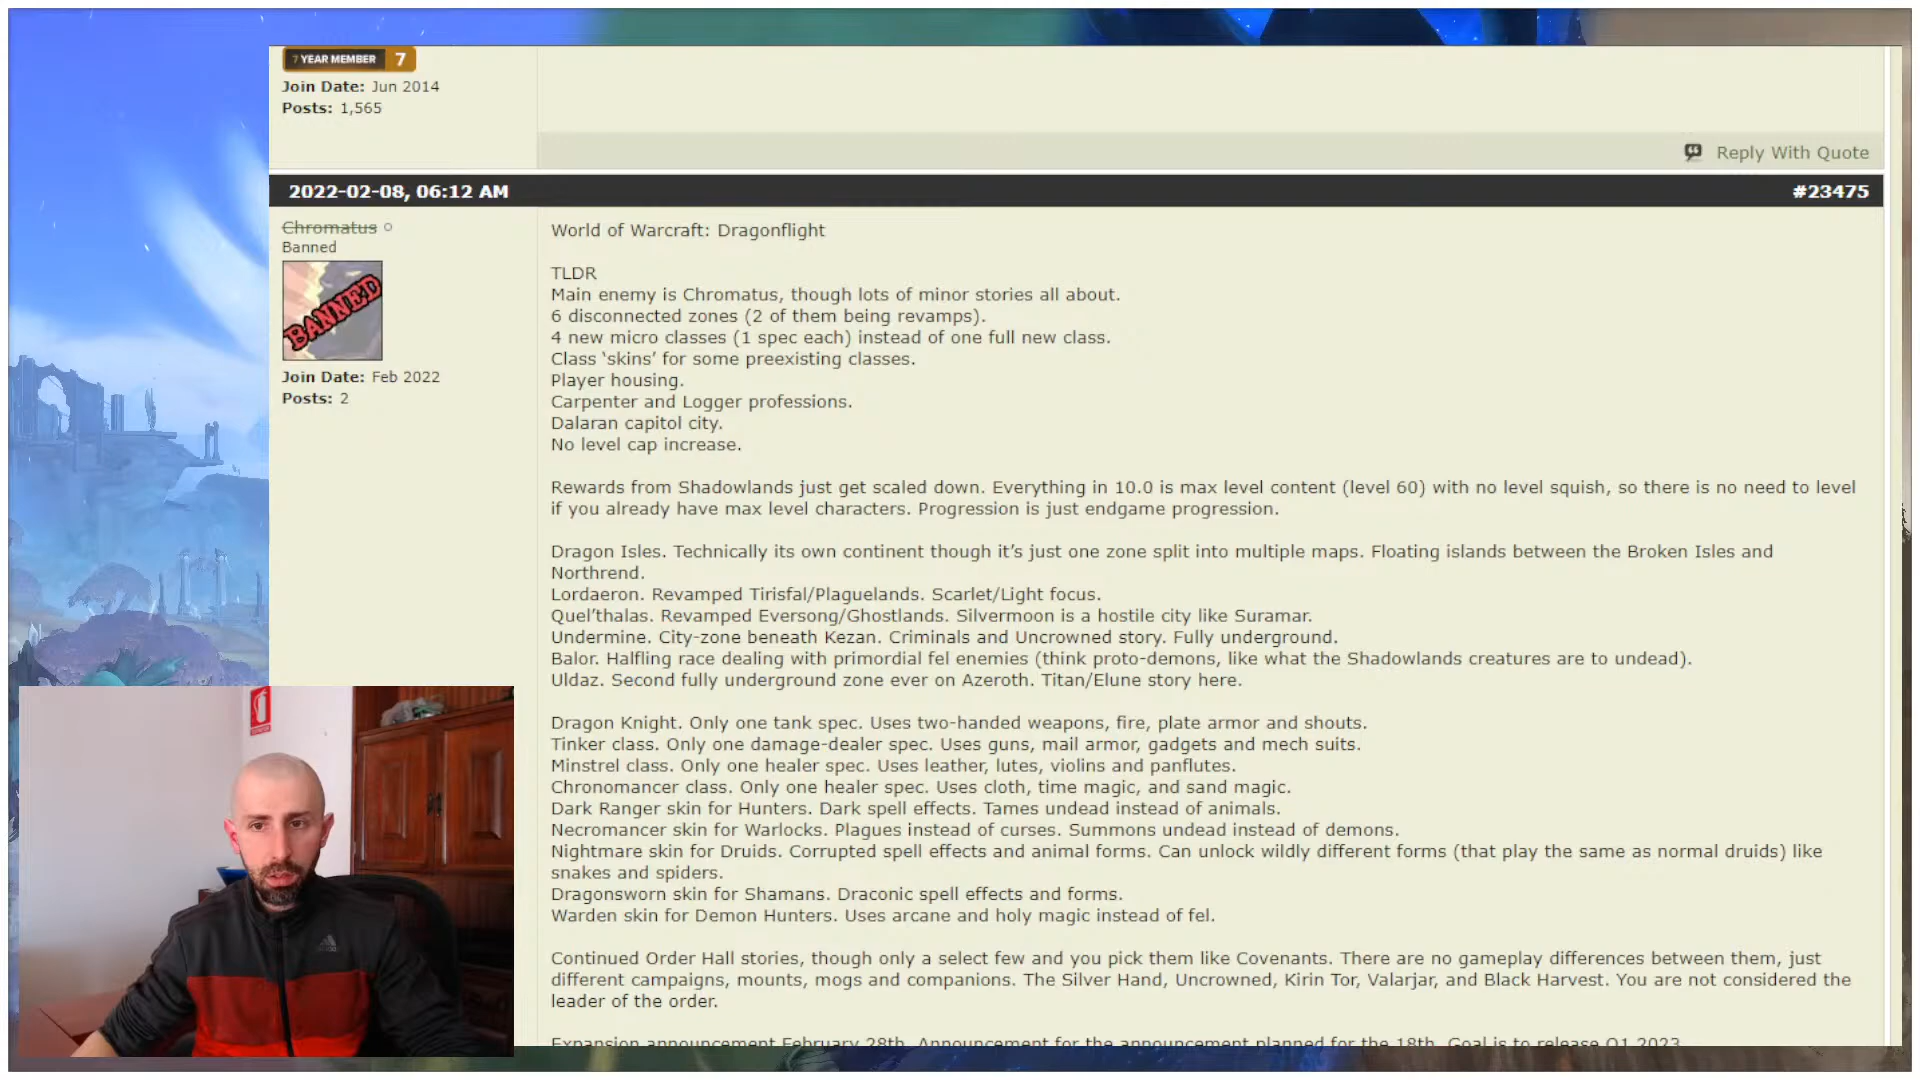 7 YEAR MEMBER 7
Join Date: Jun 2014
Posts: 1,565
Reply With Quote
2022-02-08, 06:12 AM #23475
Chromatus
Banned
BANNED
Join Date: Feb 2022
Posts: 2
World of Warcraft: Dragonflight
TLDR
Main enemy is Chromatus, though lots of minor stories all about.
6 disconnected zones (2 of them being revamps).
4 new micro classes (1 spec each) instead of one full new class.
Class ‘skins’ for some preexisting classes.
Player housing.
Carpenter and Logger professions.
Dalaran capitol city.
No level cap increase.
Rewards from Shadowlands just get scaled down. Everything in 10.0 is max level content (level 60) with no level squish, so there is no need to level
if you already have max level characters. Progression is just endgame progression.
Dragon Isles. Technically its own continent though it’s just one zone split into multiple maps. Floating islands between the Broken Isles and
Northrend.
Lordaeron. Revamped Tirisfal/Plaguelands. Scarlet/Light focus.
Quel’thalas. Revamped Eversong/Ghostlands. Silvermoon is a hostile city like Suramar.
Undermine. City-zone beneath Kezan. Criminals and Uncrowned story. Fully underground.
Balor. Halfling race dealing with primordial fel enemies (think proto-demons, like what the Shadowlands creatures are to undead).
Uldaz. Second fully underground zone ever on Azeroth. Titan/Elune story here.
Dragon Knight. Only one tank spec. Uses two-handed weapons, fire, plate armor and shouts.
Tinker class. Only one damage-dealer spec. Uses guns, mail armor, gadgets and mech suits.
Minstrel class. Only one healer spec. Uses leather, lutes, violins and panflutes.
Chronomancer class. Only one healer spec. Uses cloth, time magic, and sand magic.
Dark Ranger skin for Hunters. Dark spell effects. Tames undead instead of animals.
Necromancer skin for Warlocks. Plagues instead of curses. Summons undead instead of demons.
Nightmare skin for Druids. Corrupted spell effects and animal forms. Can unlock wildly different forms (that play the same as normal druids) like
snakes and spiders.
Dragonsworn skin for Shamans. Draconic spell effects and forms.
Warden skin for Demon Hunters. Uses arcane and holy magic instead of fel.
Continued Order Hall stories, though only a select few and you pick them like Covenants. There are no gameplay differences between them, just
different campaigns, mounts, mogs and companions. The Silver Hand, Uncrowned, Kirin Tor, Valarjar, and Black Harvest. You are not considered the
leader of the order.
Expansion announcement February 28th. Announcement for the announcement planned for the 18th. Goal is to release Q1 2023.